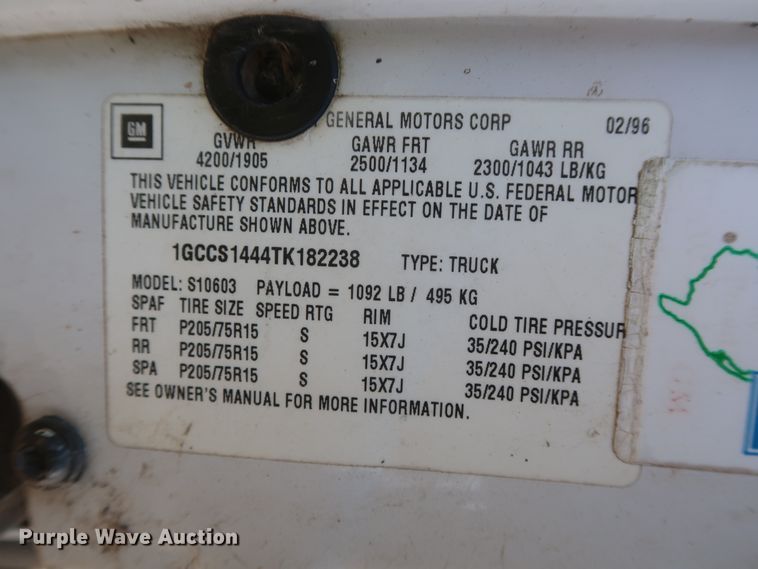 GENERAL MOTORS CORP 02/96
GM
GVWR GAWR FRT GAWR RR
4200/1905 2500/1134 2300/1043 LB/KG
THIS VEHICLE CONFORMS TO ALL APPLICABLE U.S. FEDERAL MOTOR
VEHICLE SAFETY STANDARDS IN EFFECT ON THE DATE OF
MANUFACTURE SHOWN ABOVE.
1GCCS1444TK182238 TYPE: TRUCK
MODEL: S10603 PAYLOAD = 1092 LB / 495 KG
SPAF TIRE SIZE SPEED RTG RIM COLD TIRE PRESSUR
FRT P205/75R15 S 15X7J 35/240 PSI/KPA
RR P205/75R15 S 15X7J 35/240 PSI/KPA
SPA P205/75R15 S 15X7J 35/240 PSI/KPA
SEE OWNER'S MANUAL FOR MORE INFORMATION.
Purple Wave Auction